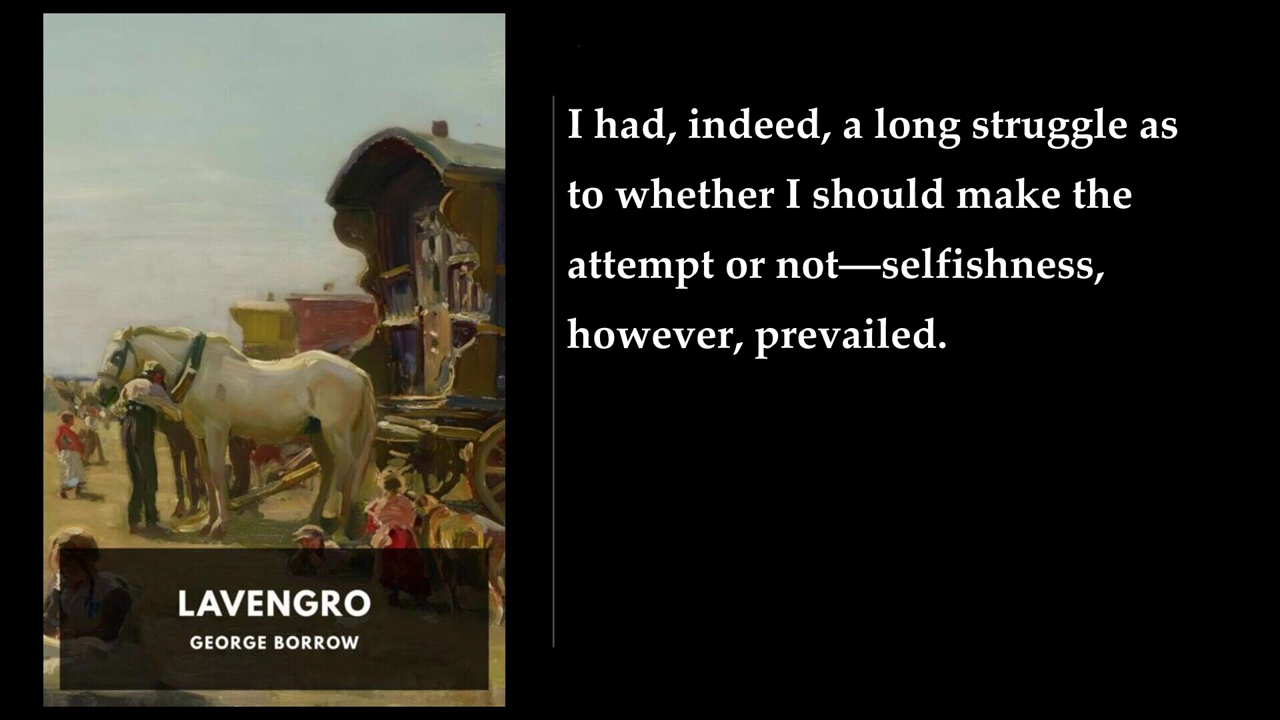 LAVENGRO
GEORGE BORROW
I had, indeed, a long struggle as
to whether I should make the
attempt or not—selfishness,
however, prevailed.